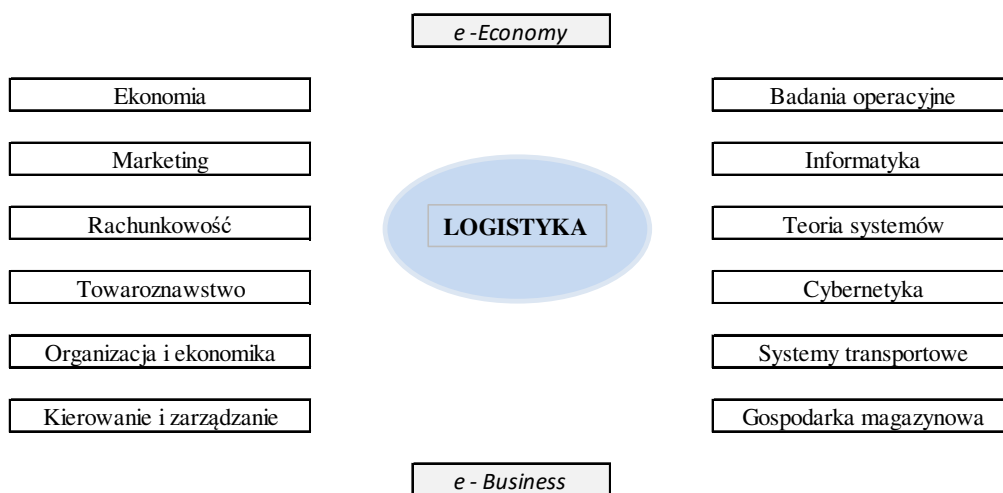 e -Economy
Ekonomia
Badania operacyjne
Marketing
Informatyka
Rachunkowość
LOGISTYKA
Teoria systemów
Towaroznawstwo
Cybernetyka
Organizacja i ekonomika
Systemy transportowe
Kierowanie i zarządzanie
Gospodarka magazynowa
e - Business